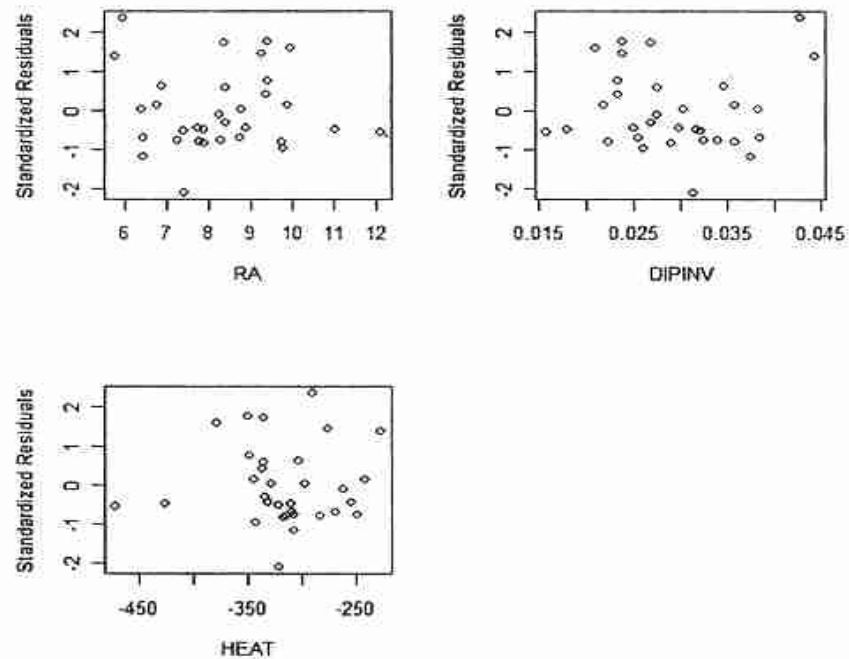 Standardized Residuals
2
1
0
-1
-2
6 7 8 9 10 11 12
RA
Standardized Residuals
2
1
0
-1
-2
0.015 0.025 0.035 0.045
DIPINV
Standardized Residuals
2
1
0
-1
-2
-450 -350 -250
HEAT